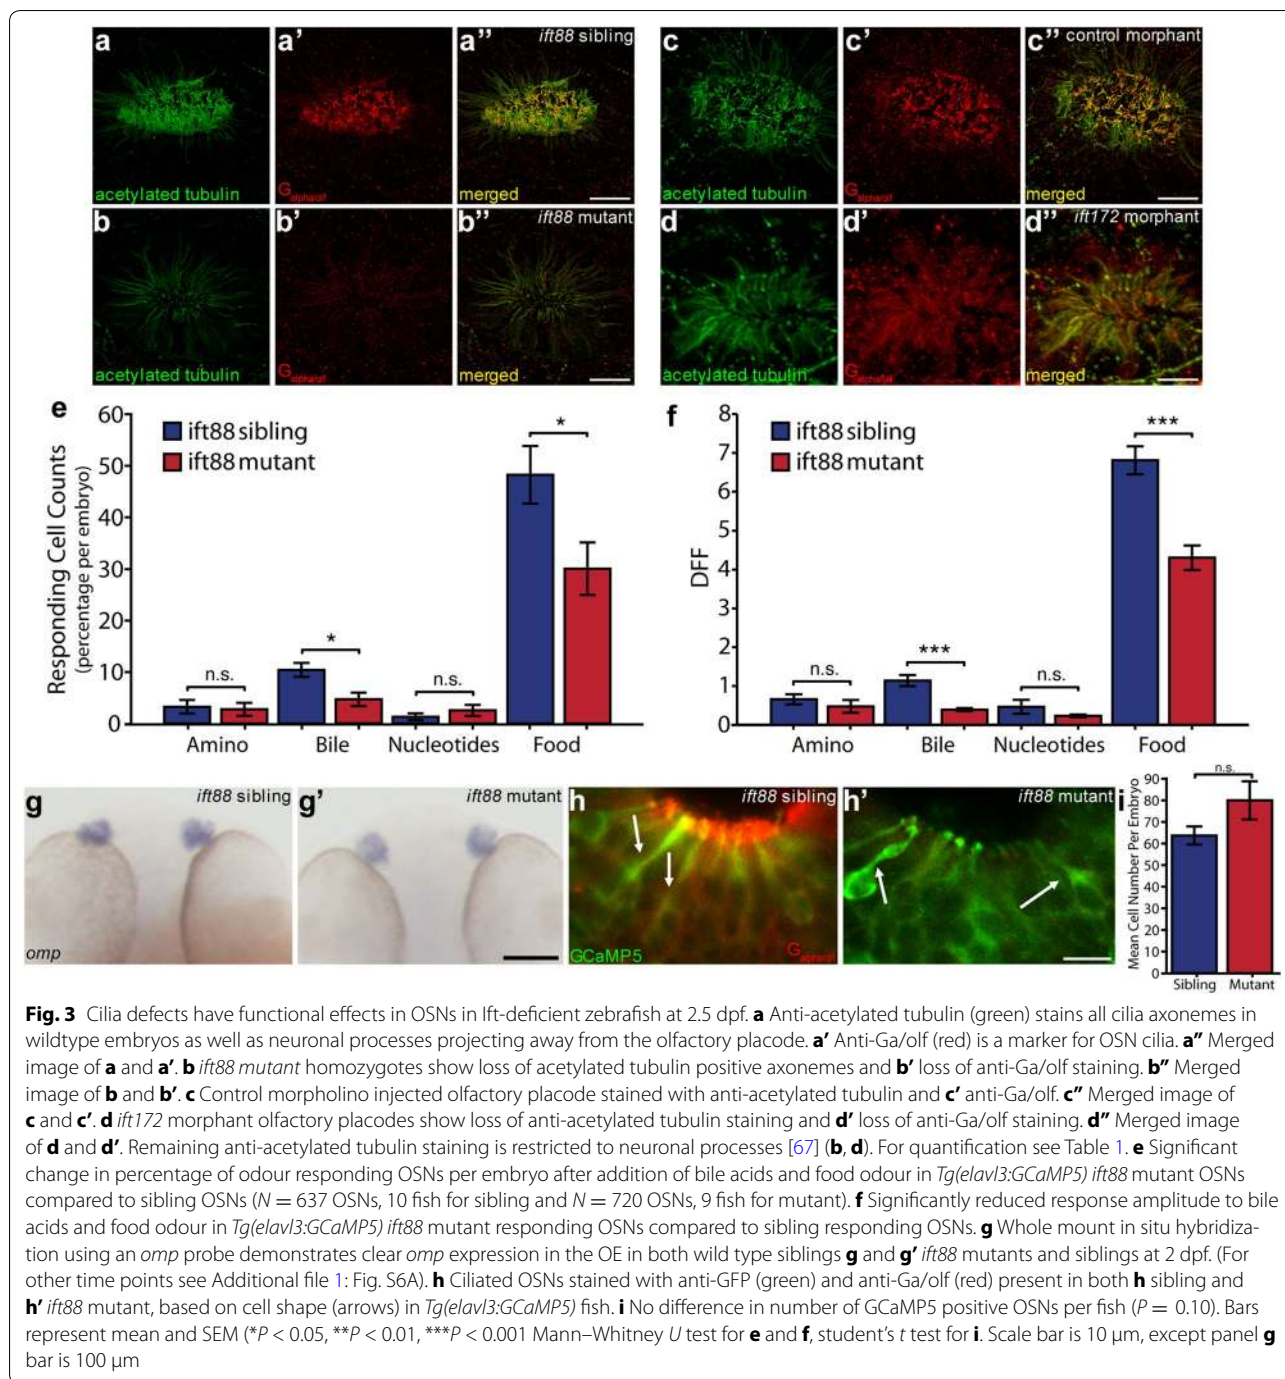 a a' a" ift88 sibling c c' c" control morphant
acetylated tubulin Galpha/olf merged acetylated tubulin Galpha/olf merged
b b' b" ift88 mutant d d' d" ift172 morphant
acetylated tubulin Galpha/olf merged acetylated tubulin Galpha/olf merged
e
Responding Cell Counts
(percentage per embryo)
60
50
40
30
20
10
0
ift88 sibling
ift88 mutant
n.s. * n.s. *
Amino Bile Nucleotides Food
f
DFF
8
7
6
5
4
3
2
1
0
ift88 sibling
ift88 mutant
n.s. *** n.s. ***
Amino Bile Nucleotides Food
g ift88 sibling g' ift88 mutant h ift88 sibling h' ift88 mutant
omp GCaMP5 Galpha/olf
i
Mean Cell Number Per Embryo
90
80
70
60
50
40
30
20
10
0
n.s.
Sibling Mutant
Fig. 3 Cilia defects have functional effects in OSNs in Ift-deficient zebrafish at 2.5 dpf. a Anti-acetylated tubulin (green) stains all cilia axonemes in
wildtype embryos as well as neuronal processes projecting away from the olfactory placode. a' Anti-Ga/olf (red) is a marker for OSN cilia. a" Merged
image of a and a'. b ift88 mutant homozygotes show loss of acetylated tubulin positive axonemes and b' loss of anti-Ga/olf staining. b" Merged
image of b and b'. c Control morpholino injected olfactory placode stained with anti-acetylated tubulin and c' anti-Ga/olf. c" Merged image of
c and c'. d ift172 morphant olfactory placodes show loss of anti-acetylated tubulin staining and d' loss of anti-Ga/olf staining. d" Merged image
of d and d'. Remaining anti-acetylated tubulin staining is restricted to neuronal processes [67] (b, d). For quantification see Table 1. e Significant
change in percentage of odour responding OSNs per embryo after addition of bile acids and food odour in Tg(elavl3:GCaMP5) ift88 mutant OSNs
compared to sibling OSNs (N = 637 OSNs, 10 fish for sibling and N = 720 OSNs, 9 fish for mutant). f Significantly reduced response amplitude to bile
acids and food odour in Tg(elavl3:GCaMP5) ift88 mutant responding OSNs compared to sibling responding OSNs. g Whole mount in situ hybridiza-
tion using an omp probe demonstrates clear omp expression in the OE in both wild type siblings g and g' ift88 mutants and siblings at 2 dpf. (For
other time points see Additional file 1: Fig. S6A). h Ciliated OSNs stained with anti-GFP (green) and anti-Ga/olf (red) present in both h sibling and
h' ift88 mutant, based on cell shape (arrows) in Tg(elavl3:GCaMP5) fish. i No difference in number of GCaMP5 positive OSNs per fish (P = 0.10). Bars
represent mean and SEM (*P < 0.05, **P < 0.01, ***P < 0.001 Mann–Whitney U test for e and f, student's t test for i. Scale bar is 10 μm, except panel g
bar is 100 μm